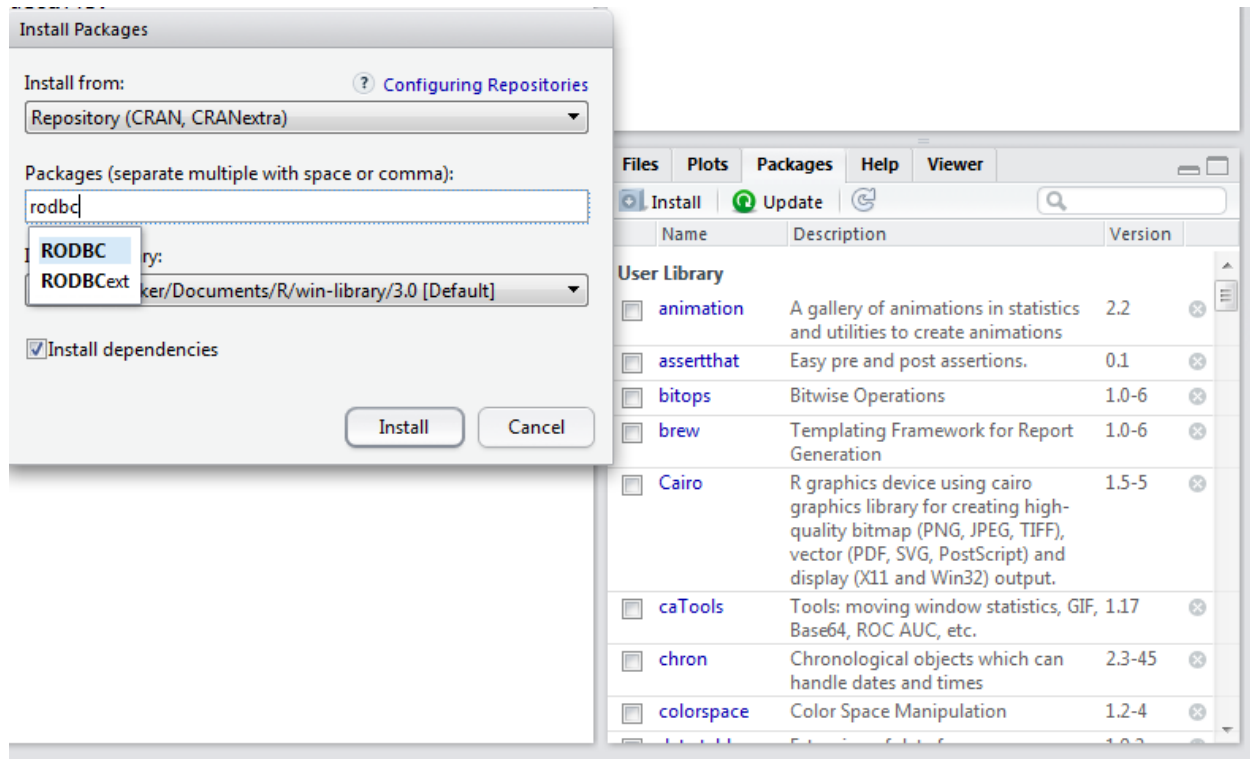 Install Packages
Install from:
? Configuring Repositories
Repository (CRAN, CRANextra)
Packages (separate multiple with space or comma):
rodbc
RODBC
RODBCext
ry:
ker/Documents/R/win-library/3.0 [Default]
Install dependencies
Install Cancel
Files Plots Packages Help Viewer
Install Update
Name Description Version
User Library
animation A gallery of animations in statistics 2.2
and utilities to create animations
assertthat Easy pre and post assertions. 0.1
bitops Bitwise Operations 1.0-6
brew Templating Framework for Report 1.0-6
Generation
Cairo R graphics device using cairo 1.5-5
graphics library for creating high-
quality bitmap (PNG, JPEG, TIFF),
vector (PDF, SVG, PostScript) and
display (X11 and Win32) output.
caTools Tools: moving window statistics, GIF, 1.17
Base64, ROC AUC, etc.
chron Chronological objects which can 2.3-45
handle dates and times
colorspace Color Space Manipulation 1.2-4